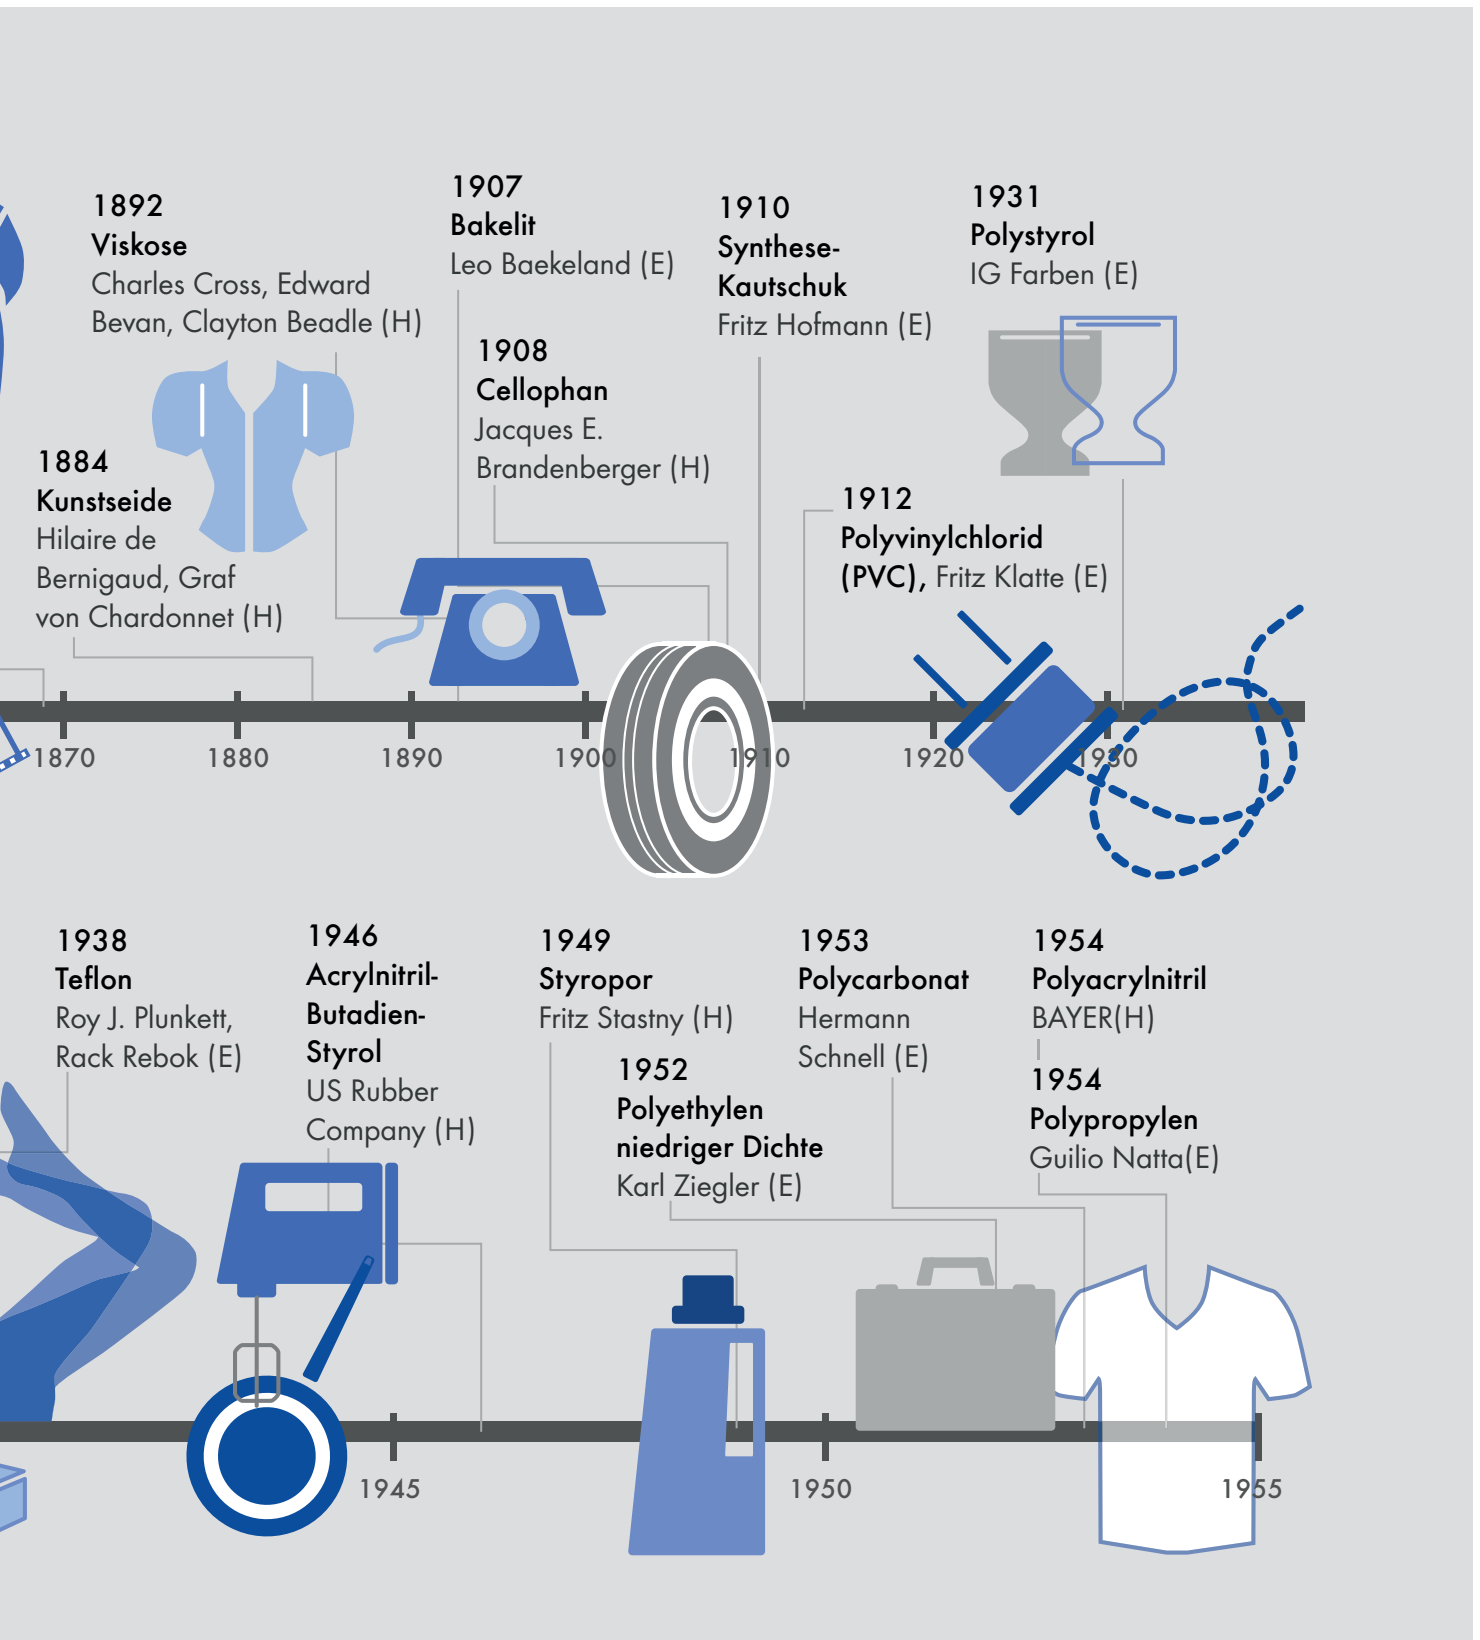 1892
Viskose
Charles Cross, Edward
Bevan, Clayton Beadle (H)
1907
Bakelit
Leo Baekeland (E)
1910
Synthese-
Kautschuk
Fritz Hofmann (E)
1931
Polystyrol
IG Farben (E)
1908
Cellophan
Jacques E.
Brandenberger (H)
1884
Kunstseide
Hilaire de
Bernigaud, Graf
von Chardonnet (H)
1912
Polyvinylchlorid
(PVC), Fritz Klatte (E)
1870
1880
1890
1900
1910
1920
1930
1938
Teflon
Roy J. Plunkett,
Rack Rebok (E)
1946
Acrylnitril-
Butadien-
Styrol
US Rubber
Company (H)
1949
Styropor
Fritz Stastny (H)
1952
Polyethylen
niedriger Dichte
Karl Ziegler (E)
1953
Polycarbonat
Hermann
Schnell (E)
1954
Polyacrylnitril
BAYER(H)
1954
Polypropylen
Guilio Natta(E)
1945
1950
1955